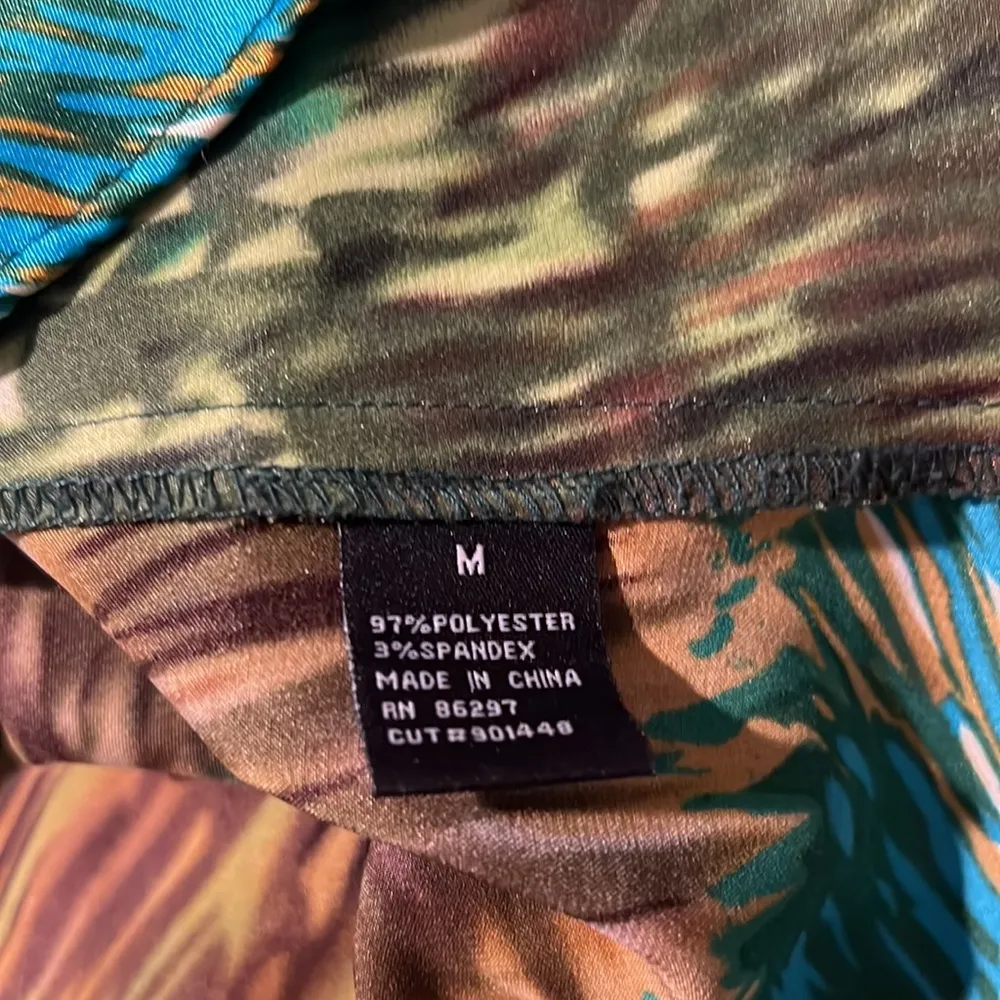 M
97%POLYESTER
3%SPANDEX
MADE IN CHINA
RN 86297
CUT#901448